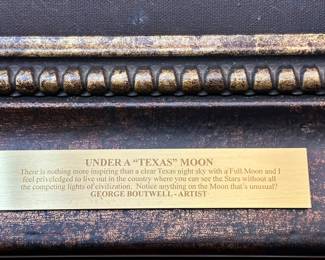 UNDER A "TEXAS" MOON
There is nothing more inspiring than a clear Texas night sky with a Full Moon and I
feel priveledged to live out in the country where you can see the Stars without all
the competing lights of civilization. Notice anything on the Moon that's unusual?
GEORGE BOUTWELL - ARTIST